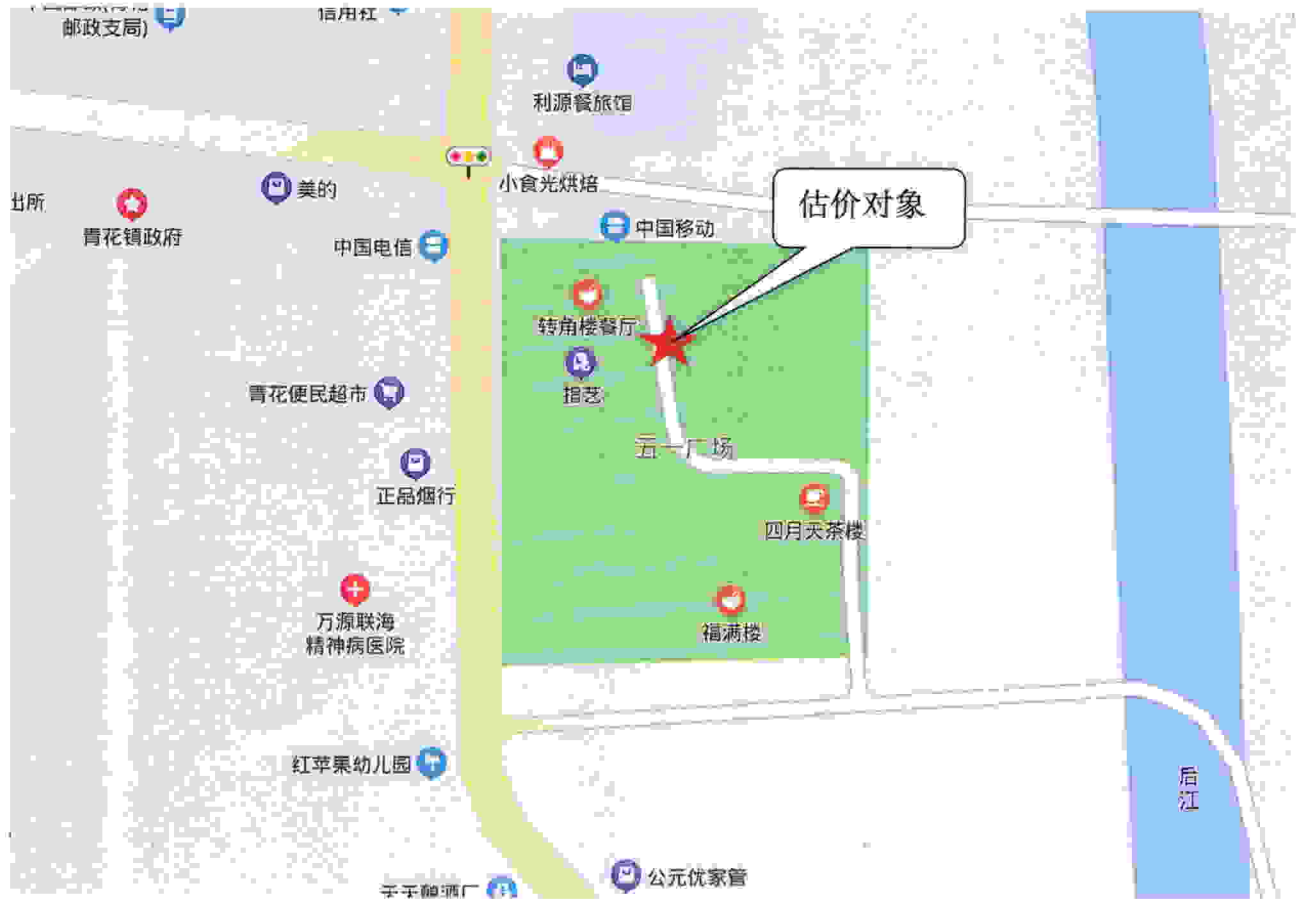 邮政支局)
信用社
利源餐旅馆
小食光烘焙
估价对象
美的
出所
青花镇政府
中国电信
中国移动
转角楼餐厅
指艺
青花便民超市
五一广场
正品烟行
四月天茶楼
万源联海
精神病医院
福满楼
红苹果幼儿园
后江
公元优家管